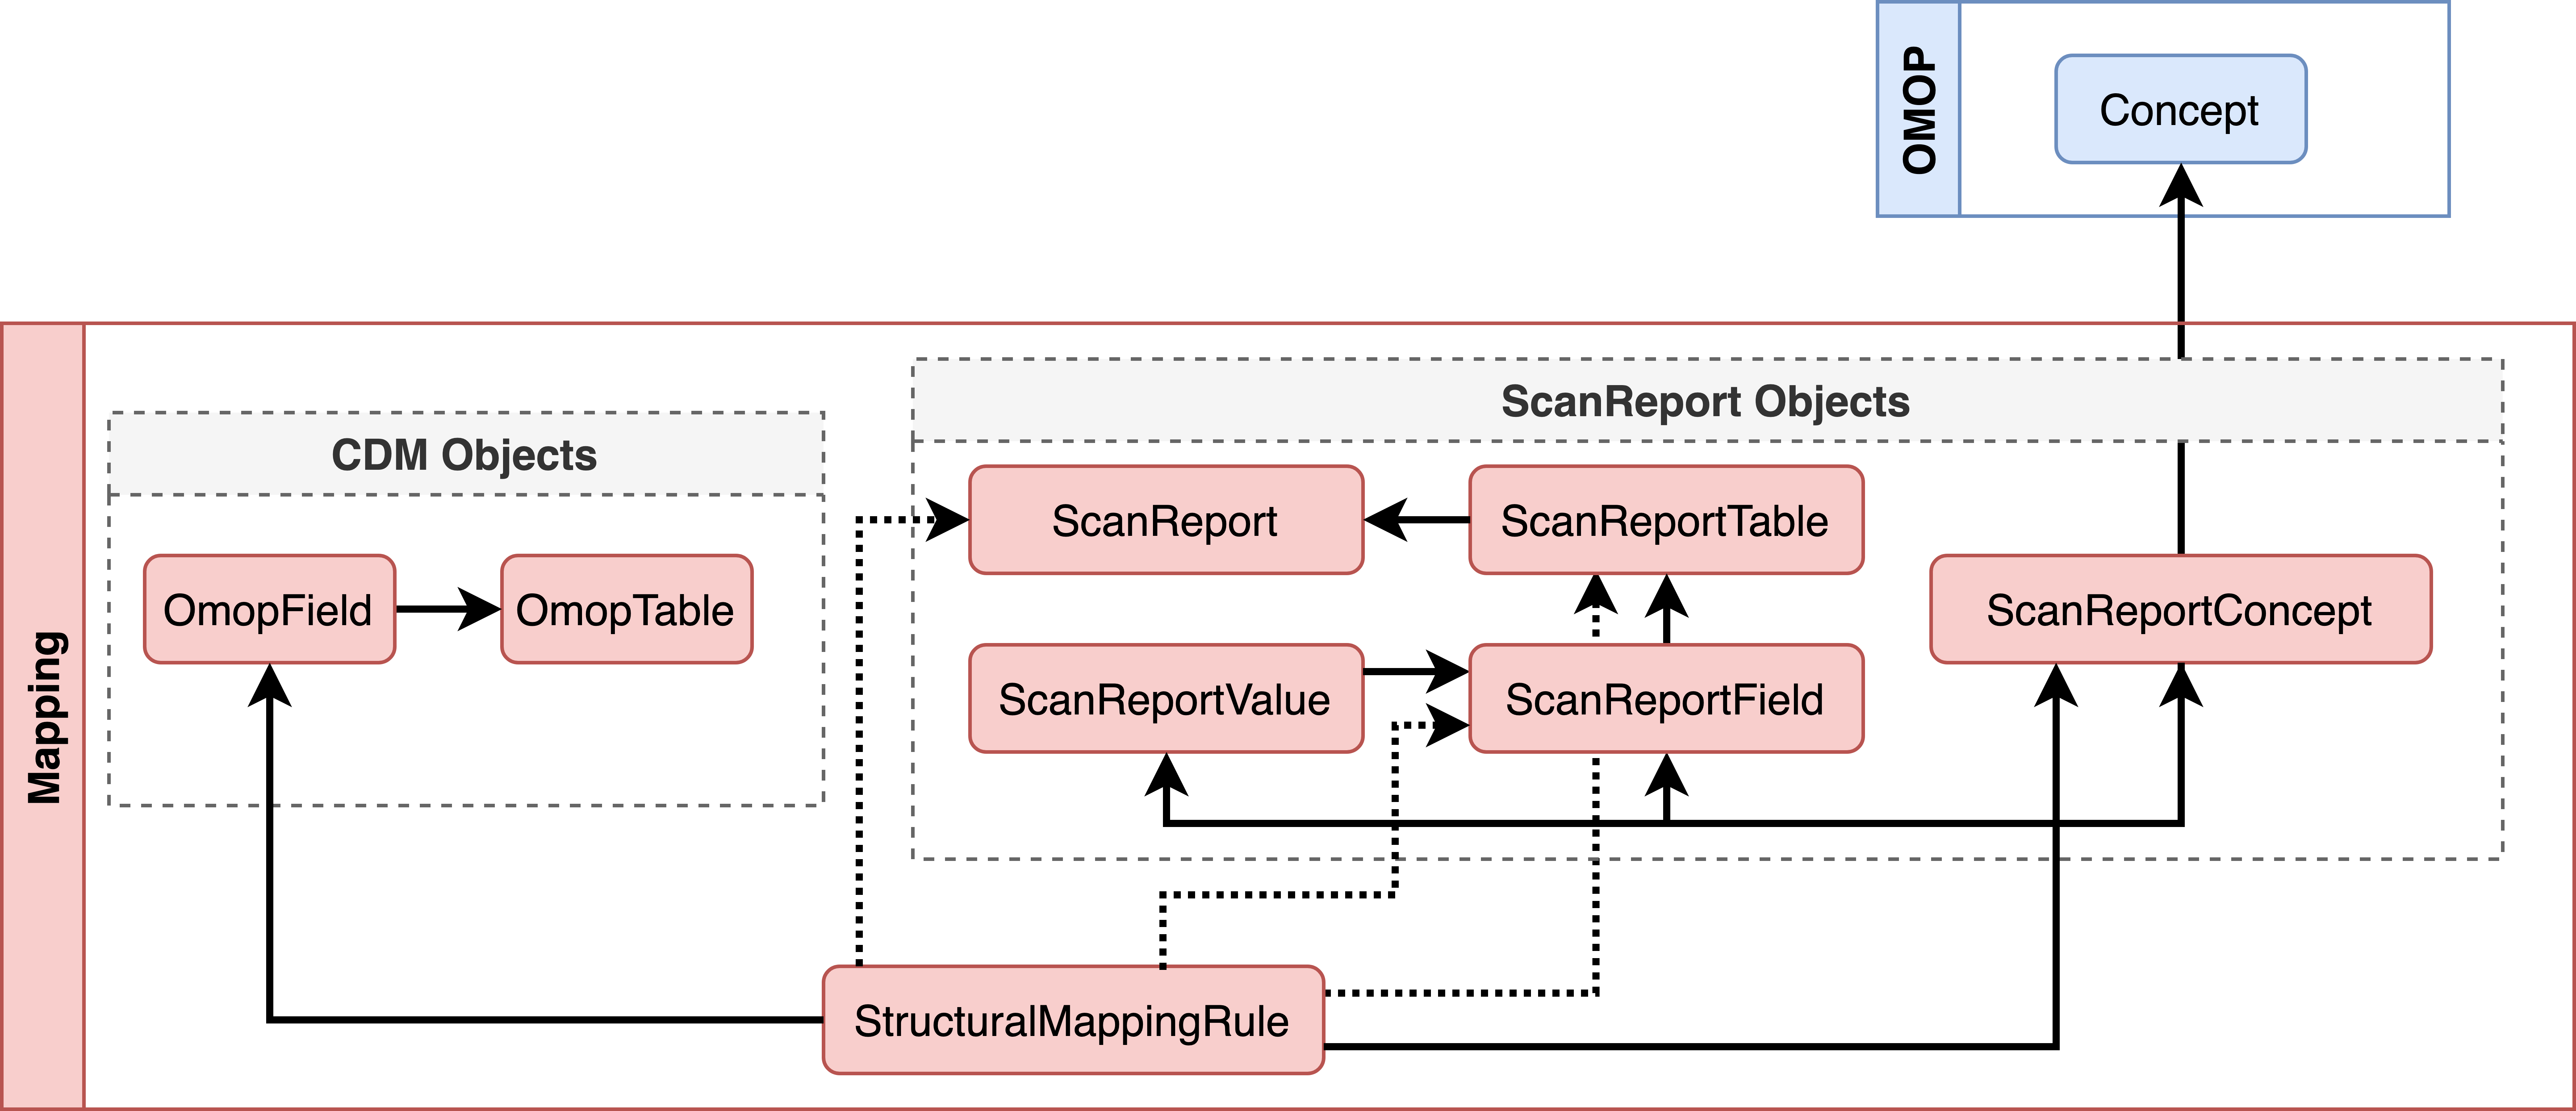 OMOP
Concept
Mapping
ScanReport Objects
CDM Objects
ScanReport
ScanReportTable
OmopField
OmopTable
ScanReportConcept
ScanReportValue
ScanReportField
StructuralMappingRule